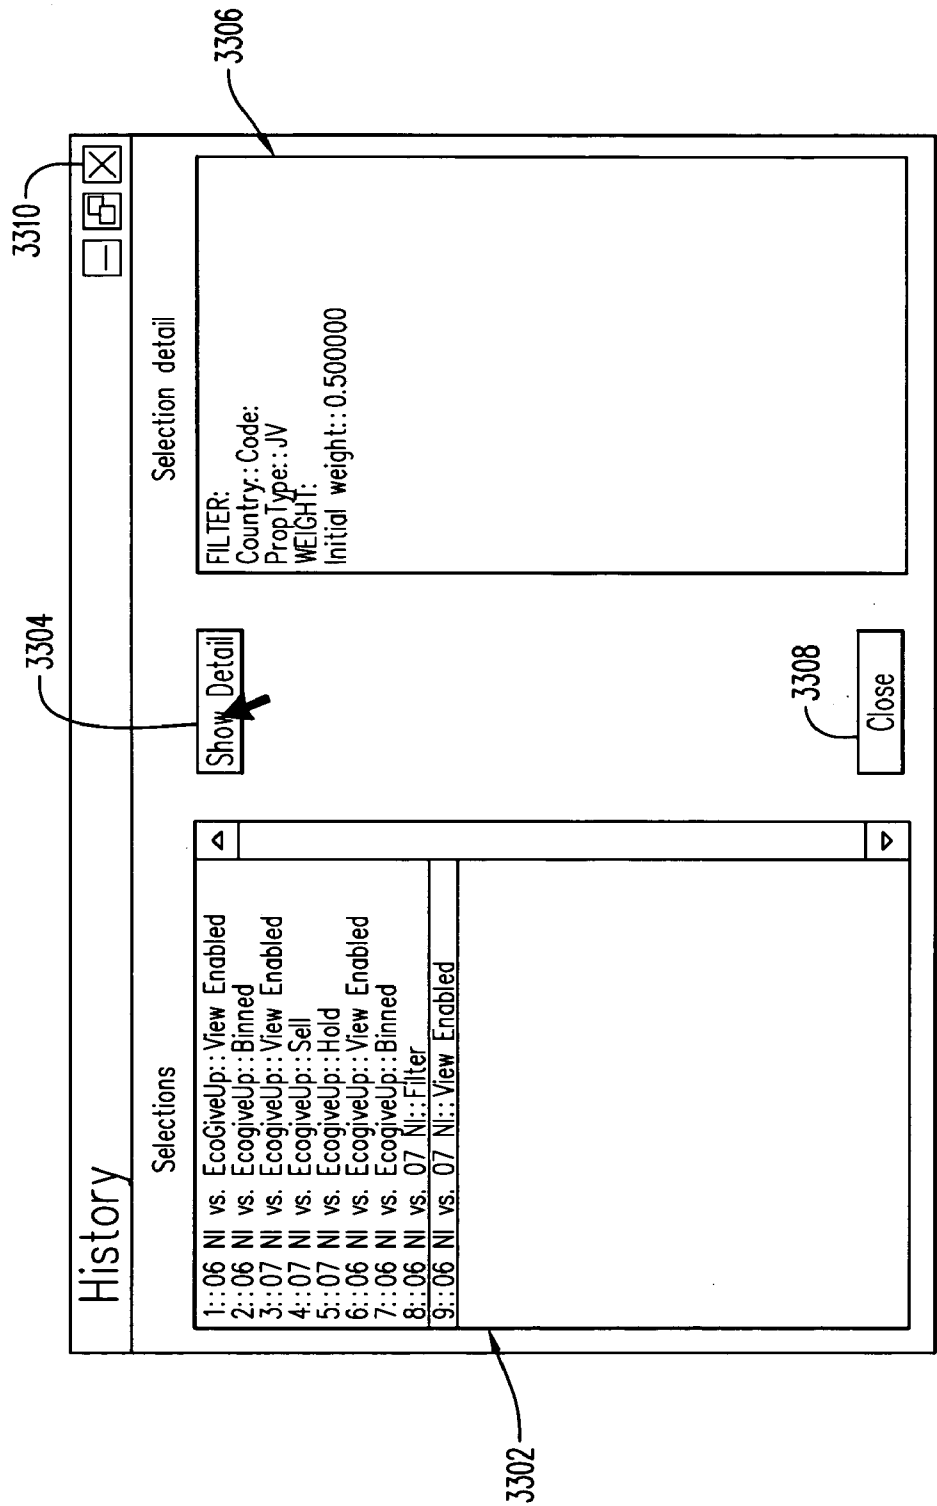 History
3310
Selections
1::06 NI vs. EcoGiveUp::View Enabled
2::06 NI vs. EcogiveUp::Binned
3::07 NI vs. EcogiveUp::View Enabled
4::07 NI vs. EcogiveUp::Sell
5::07 NI vs. EcogiveUp::Hold
6::06 NI vs. EcogiveUp::View Enabled
7::06 NI vs. EcogiveUp::Binned
8::06 NI vs. 07 NI::Filter
9::06 NI vs. 07 NI::View Enabled
3302
3304
Show Detail
3308
Close
Selection detail
FILTER:
Country::Code:
PropType::JV
WEIGHT:
Initial weight::0.500000
3306